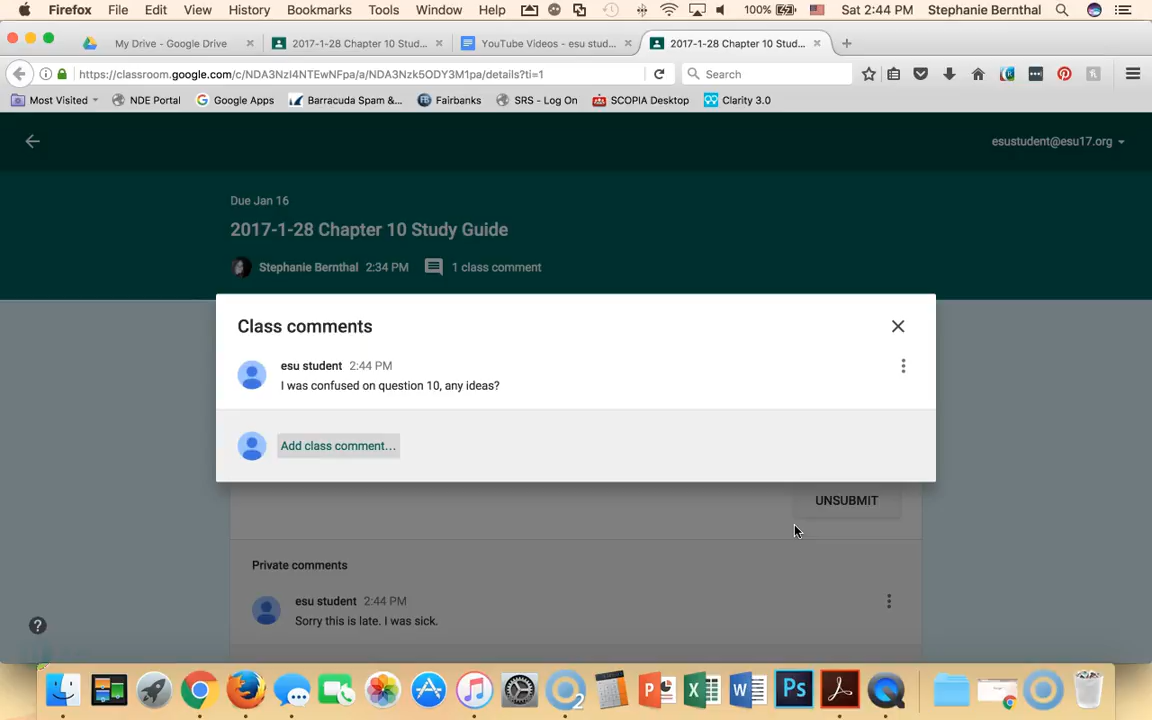 Firefox File Edit View History Bookmarks Tools Window Help 100% Sat 2:44 PM Stephanie Bernthal
My Drive - Google Drive 2017-1-28 Chapter 10 Stud... YouTube Videos - esu stud... 2017-1-28 Chapter 10 Stud...
https://classroom.google.com/c/NDA3NzI4NTEwNFpa/a/NDA3Nzk5ODY3M1pa/details?ti=1 Search
Most Visited NDE Portal Google Apps Barracuda Spam &... Fairbanks SRS - Log On SCOPIA Desktop Clarity 3.0
esustudent@esu17.org
Due Jan 16
2017-1-28 Chapter 10 Study Guide
Stephanie Bernthal 2:34 PM 1 class comment
Class comments
esu student 2:44 PM
I was confused on question 10, any ideas?
Add class comment...
UNSUBMIT
Private comments
esu student 2:44 PM
Sorry this is late. I was sick.
?
2 P X W Ps